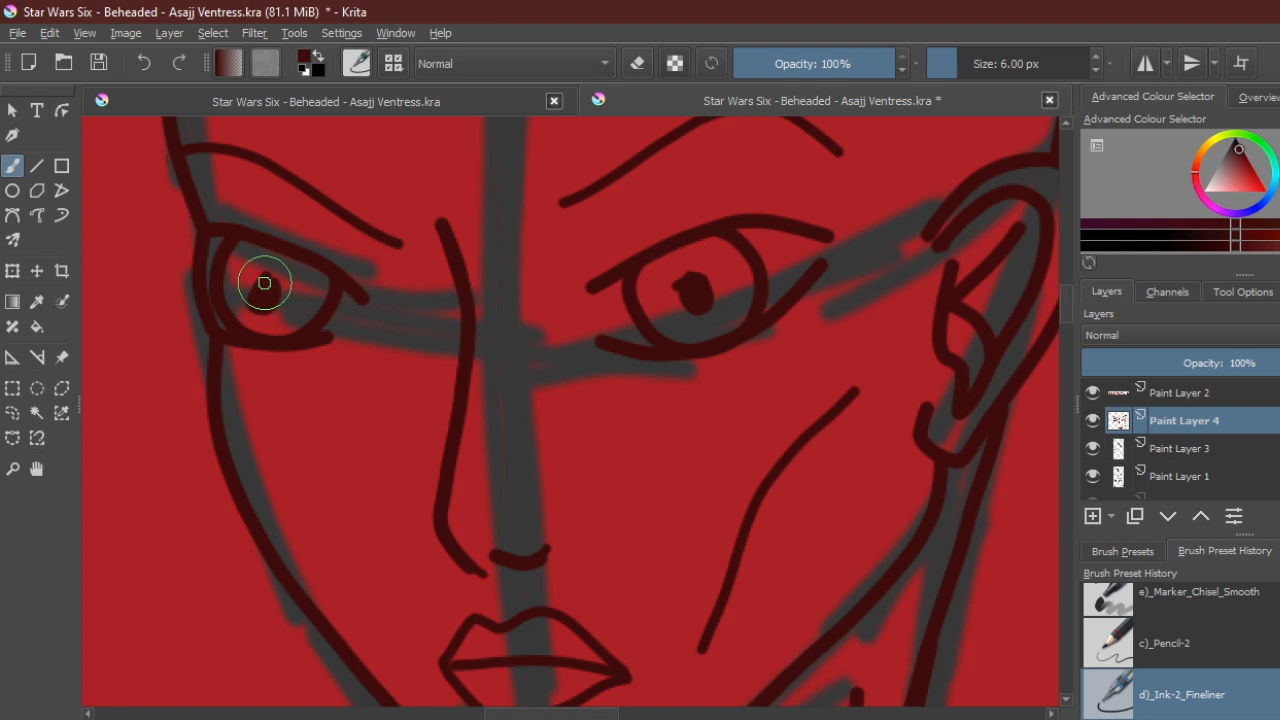 Star Wars Six - Beheaded - Asajj Ventress.kra (81.1 MiB) * - Krita
File Edit View Image Layer Select Filter Tools Settings Window Help
Normal Opacity: 100% Size: 6.00 px
Star Wars Six - Beheaded - Asajj Ventress.kra Star Wars Six - Beheaded - Asajj Ventress.kra *
Advanced Colour Selector Overview
Advanced Colour Selector
Layers Channels Tool Options
Layers
Normal
Opacity: 100%
Paint Layer 2
Paint Layer 4
Paint Layer 3
Paint Layer 1
Brush Presets Brush Preset History
Brush Preset History
e)_Marker_Chisel_Smooth
c)_Pencil-2
d)_Ink-2_Fineliner